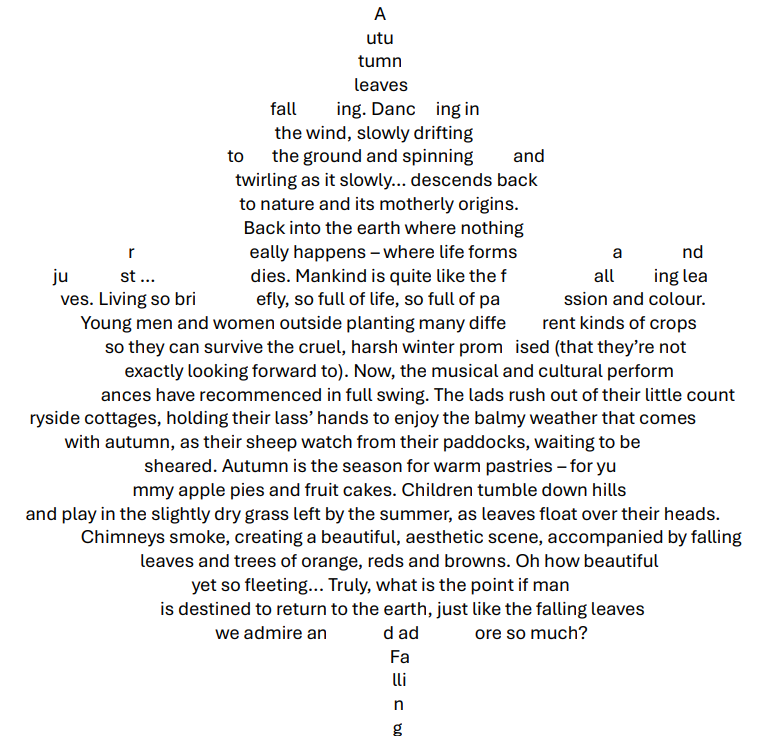 A
utu
tumn
leaves
fall ing. Danc ing in
the wind, slowly drifting
to the ground and spinning and
twirling as it slowly... descends back
to nature and its motherly origins.
Back into the earth where nothing
r eally happens – where life forms a nd
ju st ... dies. Mankind is quite like the f all ing lea
ves. Living so bri efly, so full of life, so full of pa ssion and colour.
Young men and women outside planting many diffe rent kinds of crops
so they can survive the cruel, harsh winter prom ised (that they’re not
exactly looking forward to). Now, the musical and cultural perform
ances have recommenced in full swing. The lads rush out of their little count
ryside cottages, holding their lass’ hands to enjoy the balmy weather that comes
with autumn, as their sheep watch from their paddocks, waiting to be
sheared. Autumn is the season for warm pastries – for yu
mmy apple pies and fruit cakes. Children tumble down hills
and play in the slightly dry grass left by the summer, as leaves float over their heads.
Chimneys smoke, creating a beautiful, aesthetic scene, accompanied by falling
leaves and trees of orange, reds and browns. Oh how beautiful
yet so fleeting... Truly, what is the point if man
is destined to return to the earth, just like the falling leaves
we admire an d ad ore so much?
Fa
lli
n
g